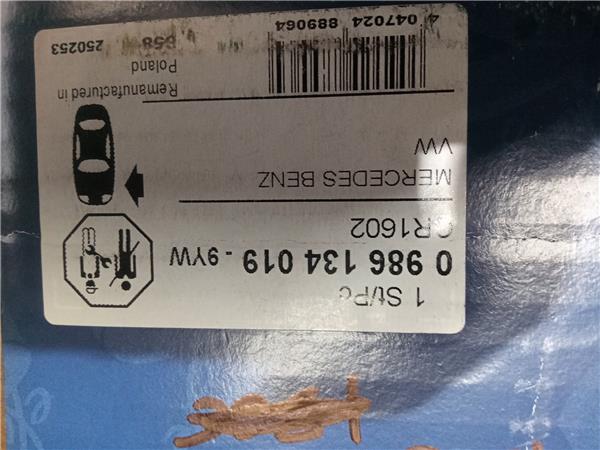 1 St/Pc
0 986 134 019 - 9YW
CR1602
MERCEDES BENZ
VW
Remanufactured in
Poland
658
250253
4 047024 889064